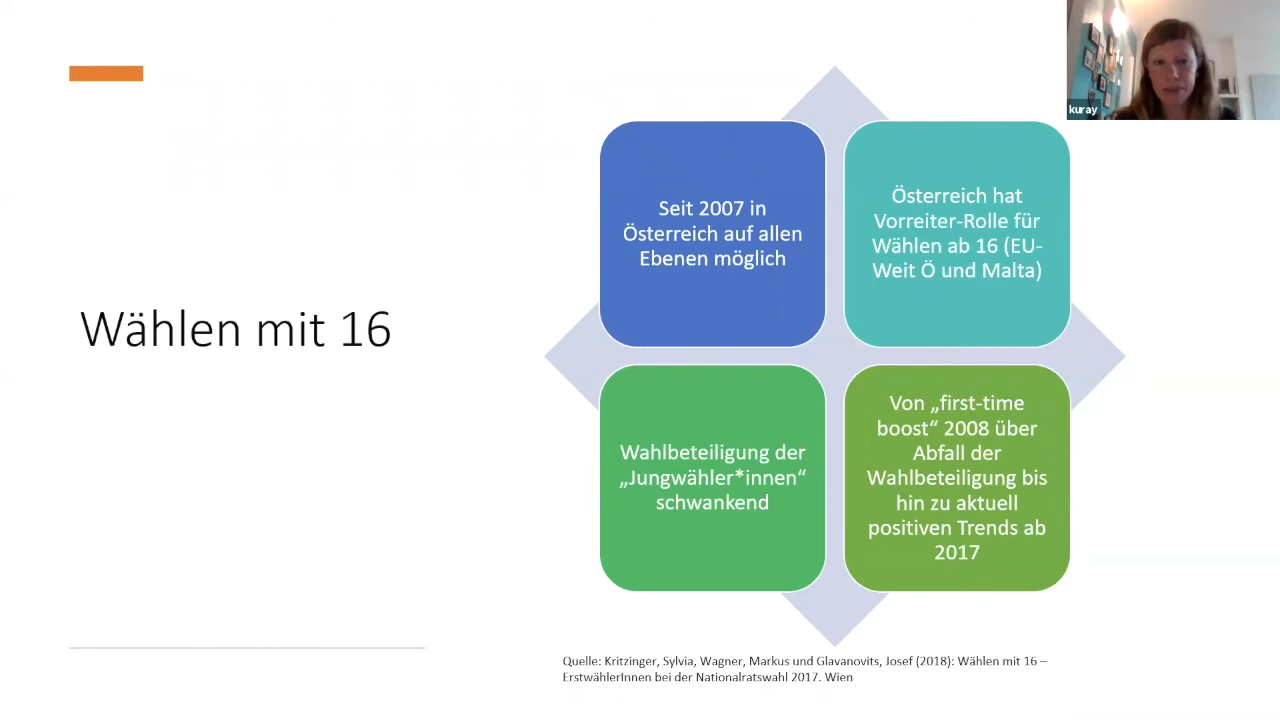 kuray
Wählen mit 16
Seit 2007 in
Österreich auf allen
Ebenen möglich
Österreich hat
Vorreiter-Rolle für
Wählen ab 16 (EU-
Weit Ö und Malta)
Wahlbeteiligung der
„Jungwähler*innen“
schwankend
Von „first-time
boost“ 2008 über
Abfall der
Wahlbeteiligung bis
hin zu aktuell
positiven Trends ab
2017
Quelle: Kritzinger, Sylvia, Wagner, Markus und Glavanovits, Josef (2018): Wählen mit 16 –
ErstwählerInnen bei der Nationalratswahl 2017. Wien